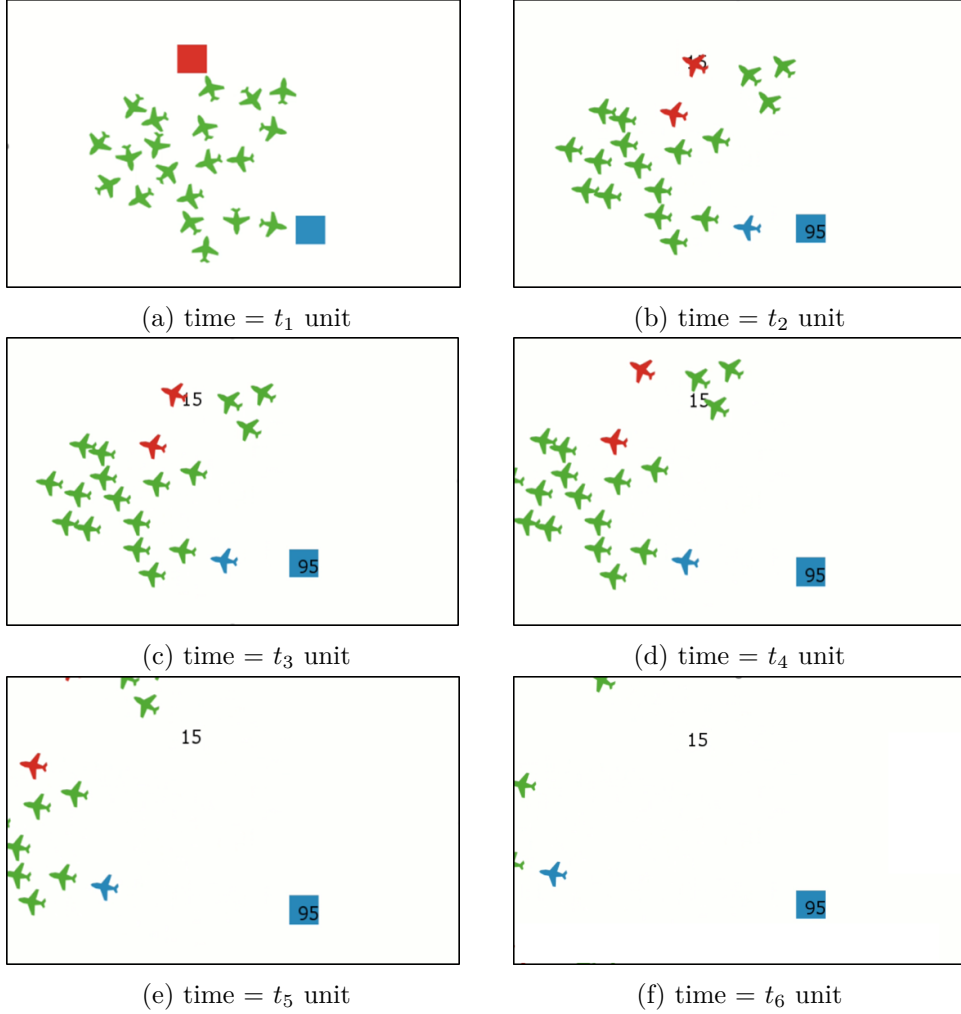 (a) time = t₁ unit
15
95
(b) time = t₂ unit
15
95
(c) time = t₃ unit
15
95
(d) time = t₄ unit
15
95
(e) time = t₅ unit
15
95
(f) time = t₆ unit